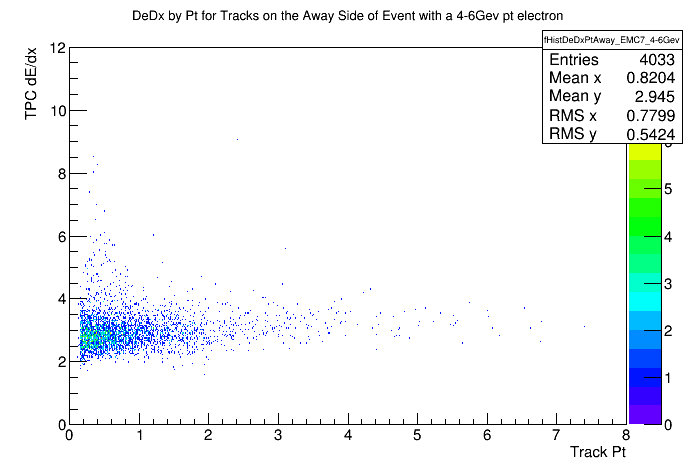 DeDx by Pt for Tracks on the Away Side of Event with a 4-6Gev pt electron
fHistDeDxPtAway_EMC7_4-6Gev
Entries 4033
Mean x 0.8204
Mean y 2.945
RMS x 0.7799
RMS y 0.5424
TPC dE/dx
12
10
8
6
4
2
0
5
4
3
2
1
0
0 1 2 3 4 5 6 7 8
Track Pt